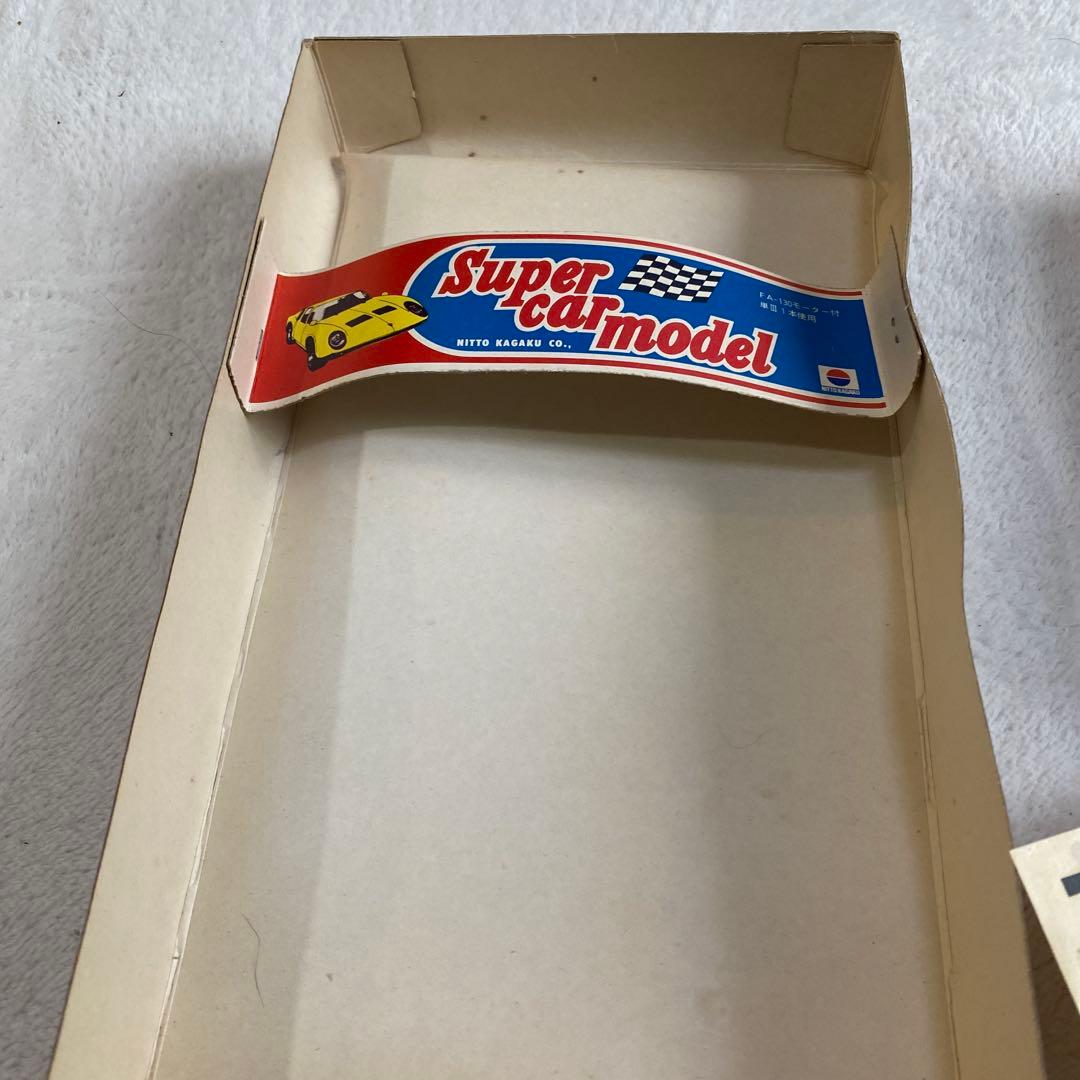 Super
car model
NITTO KAGAKU CO.,
FA-130モーター付
単III1本使用
NITTO KAGAKU